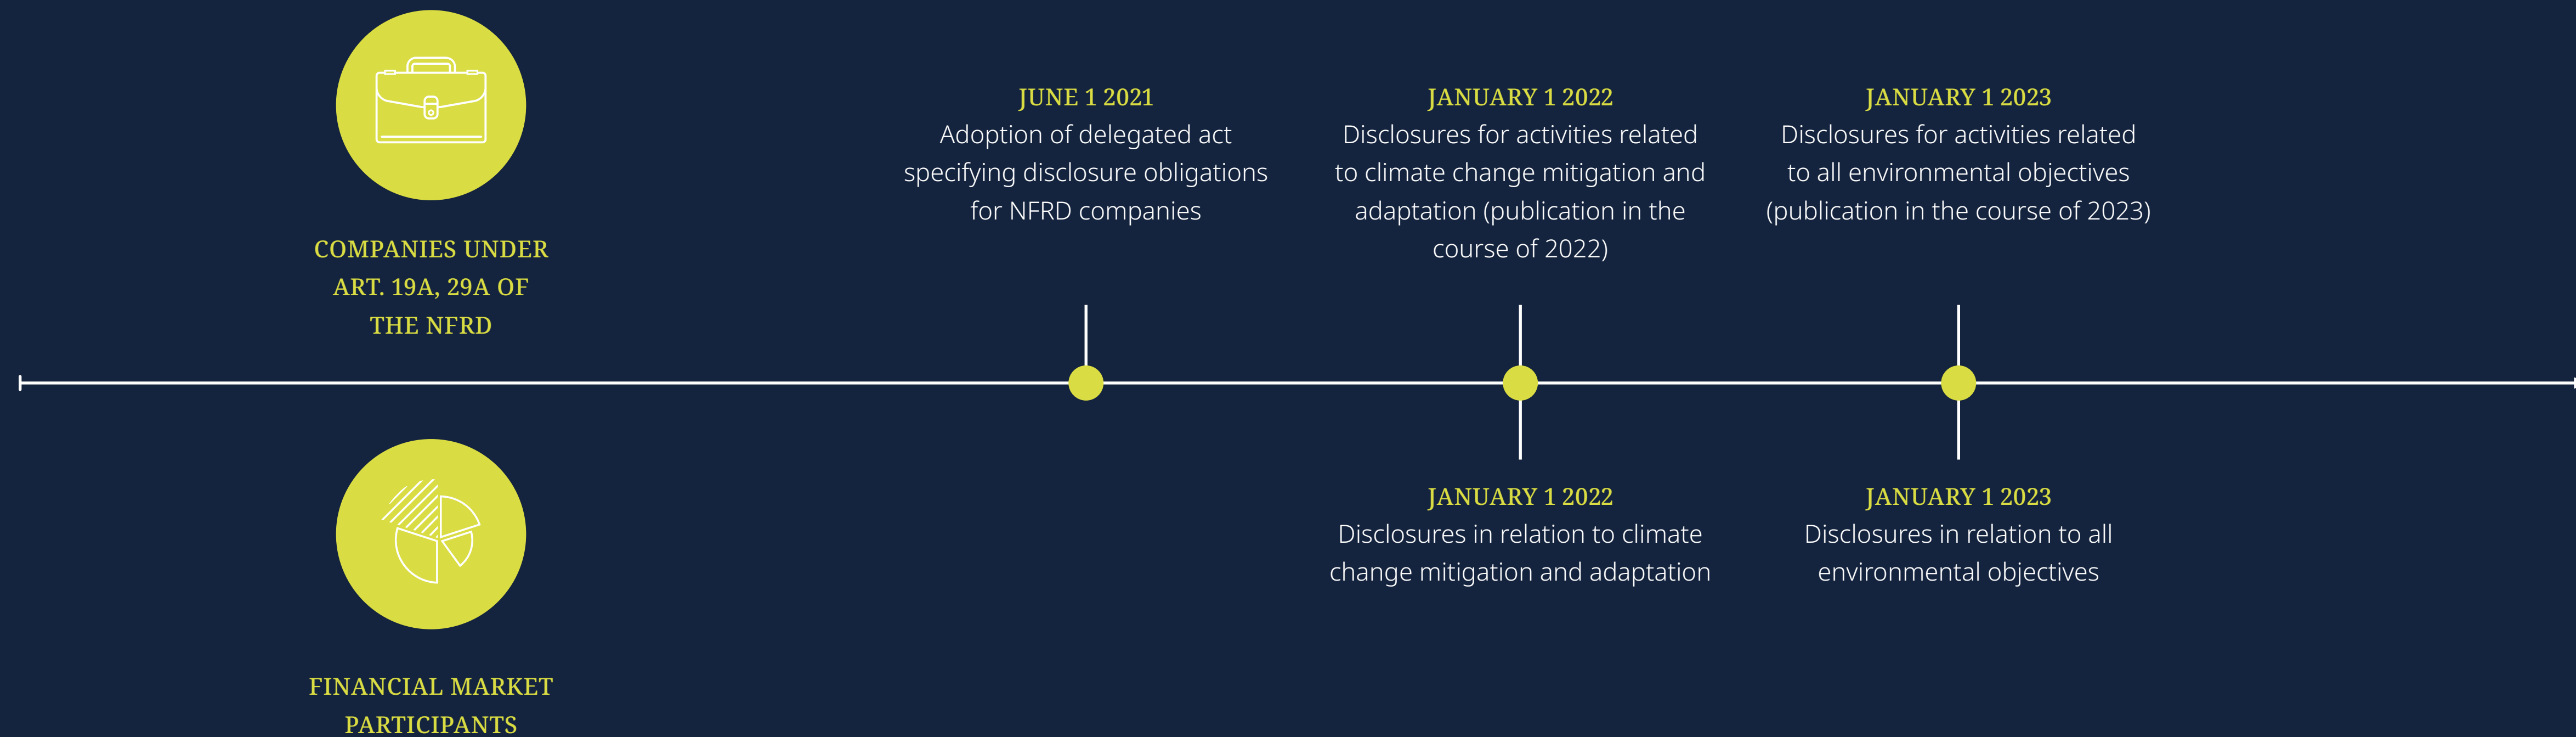 COMPANIES UNDER
ART. 19A, 29A OF
THE NFRD
JUNE 1 2021
Adoption of delegated act
specifying disclosure obligations
for NFRD companies
JANUARY 1 2022
Disclosures for activities related
to climate change mitigation and
adaptation (publication in the
course of 2022)
JANUARY 1 2023
Disclosures for activities related
to all environmental objectives
(publication in the course of 2023)
FINANCIAL MARKET
PARTICIPANTS
JANUARY 1 2022
Disclosures in relation to climate
change mitigation and adaptation
JANUARY 1 2023
Disclosures in relation to all
environmental objectives